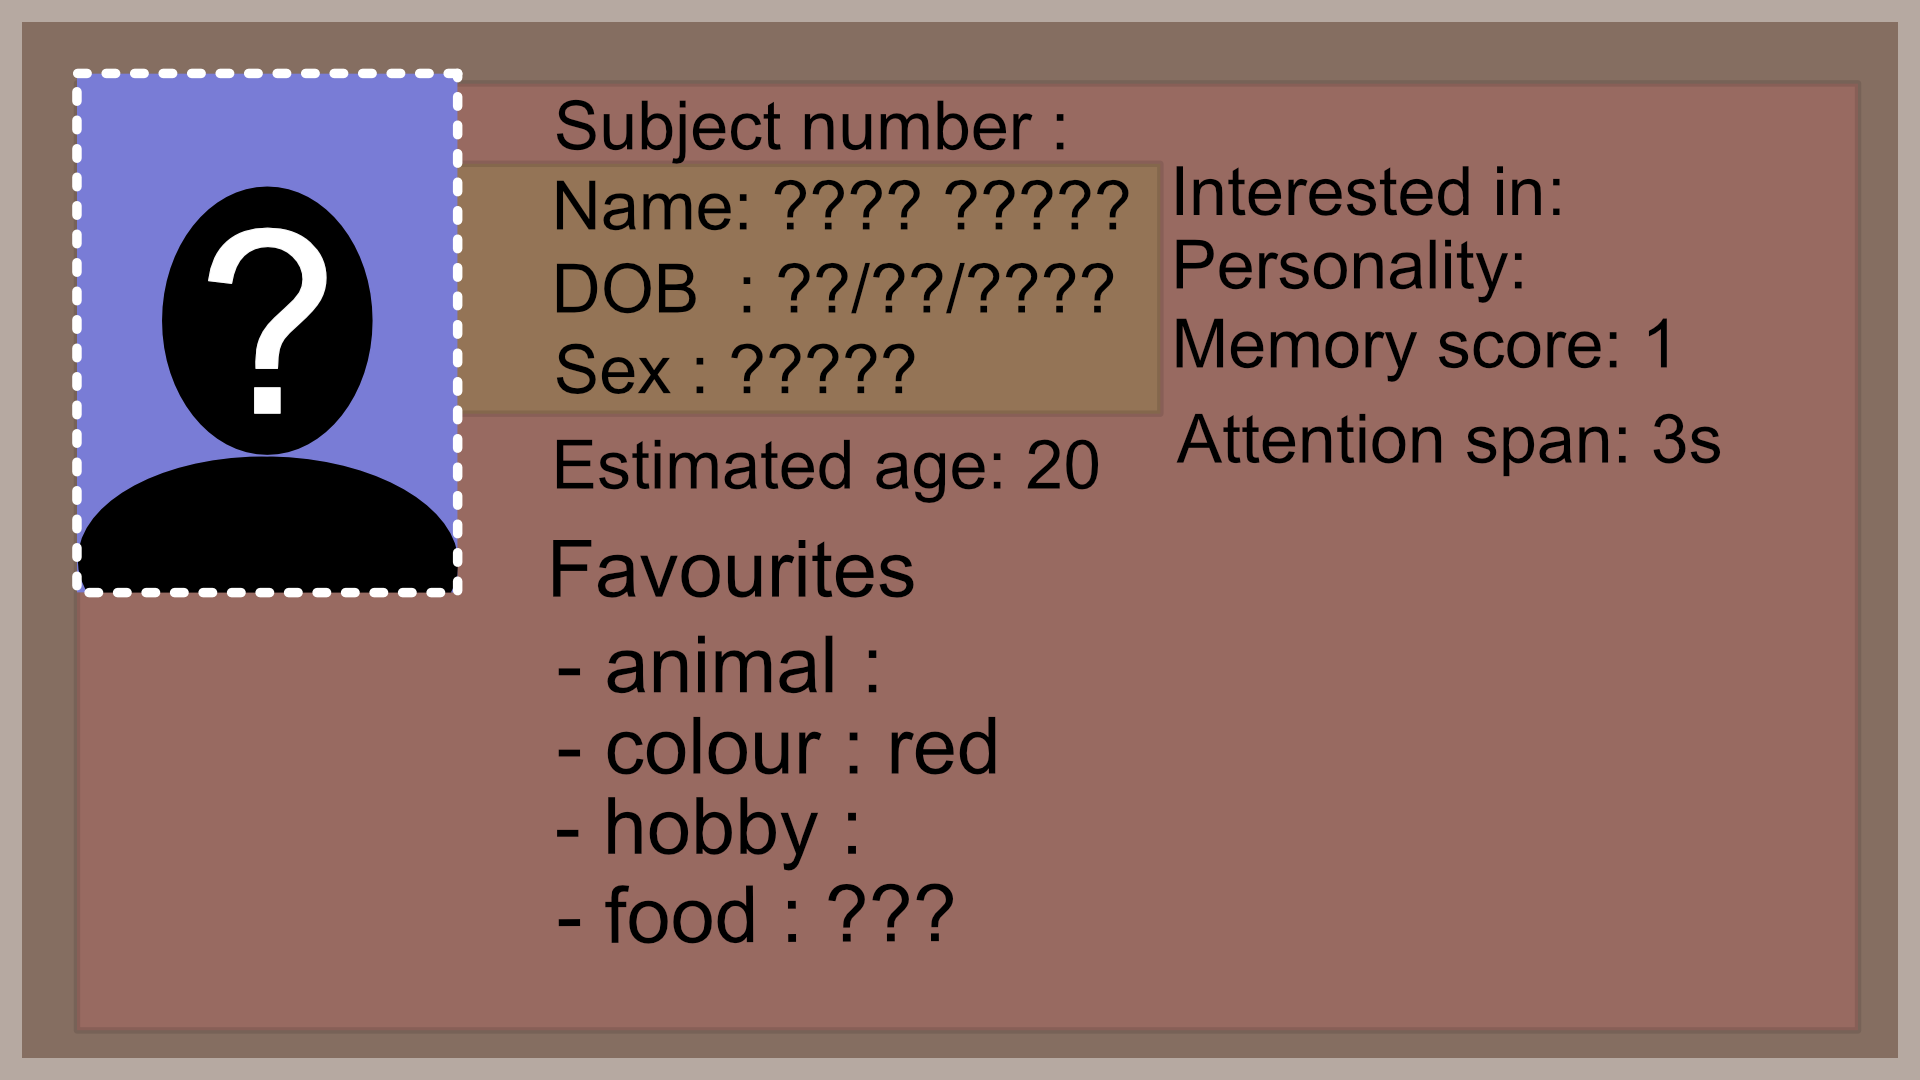 ?
Subject number :
Name: ???? ?????
DOB : ??/??/????
Sex : ?????
Estimated age: 20
Favourites
- animal :
- colour : red
- hobby :
- food : ???
Interested in:
Personality:
Memory score: 1
Attention span: 3s